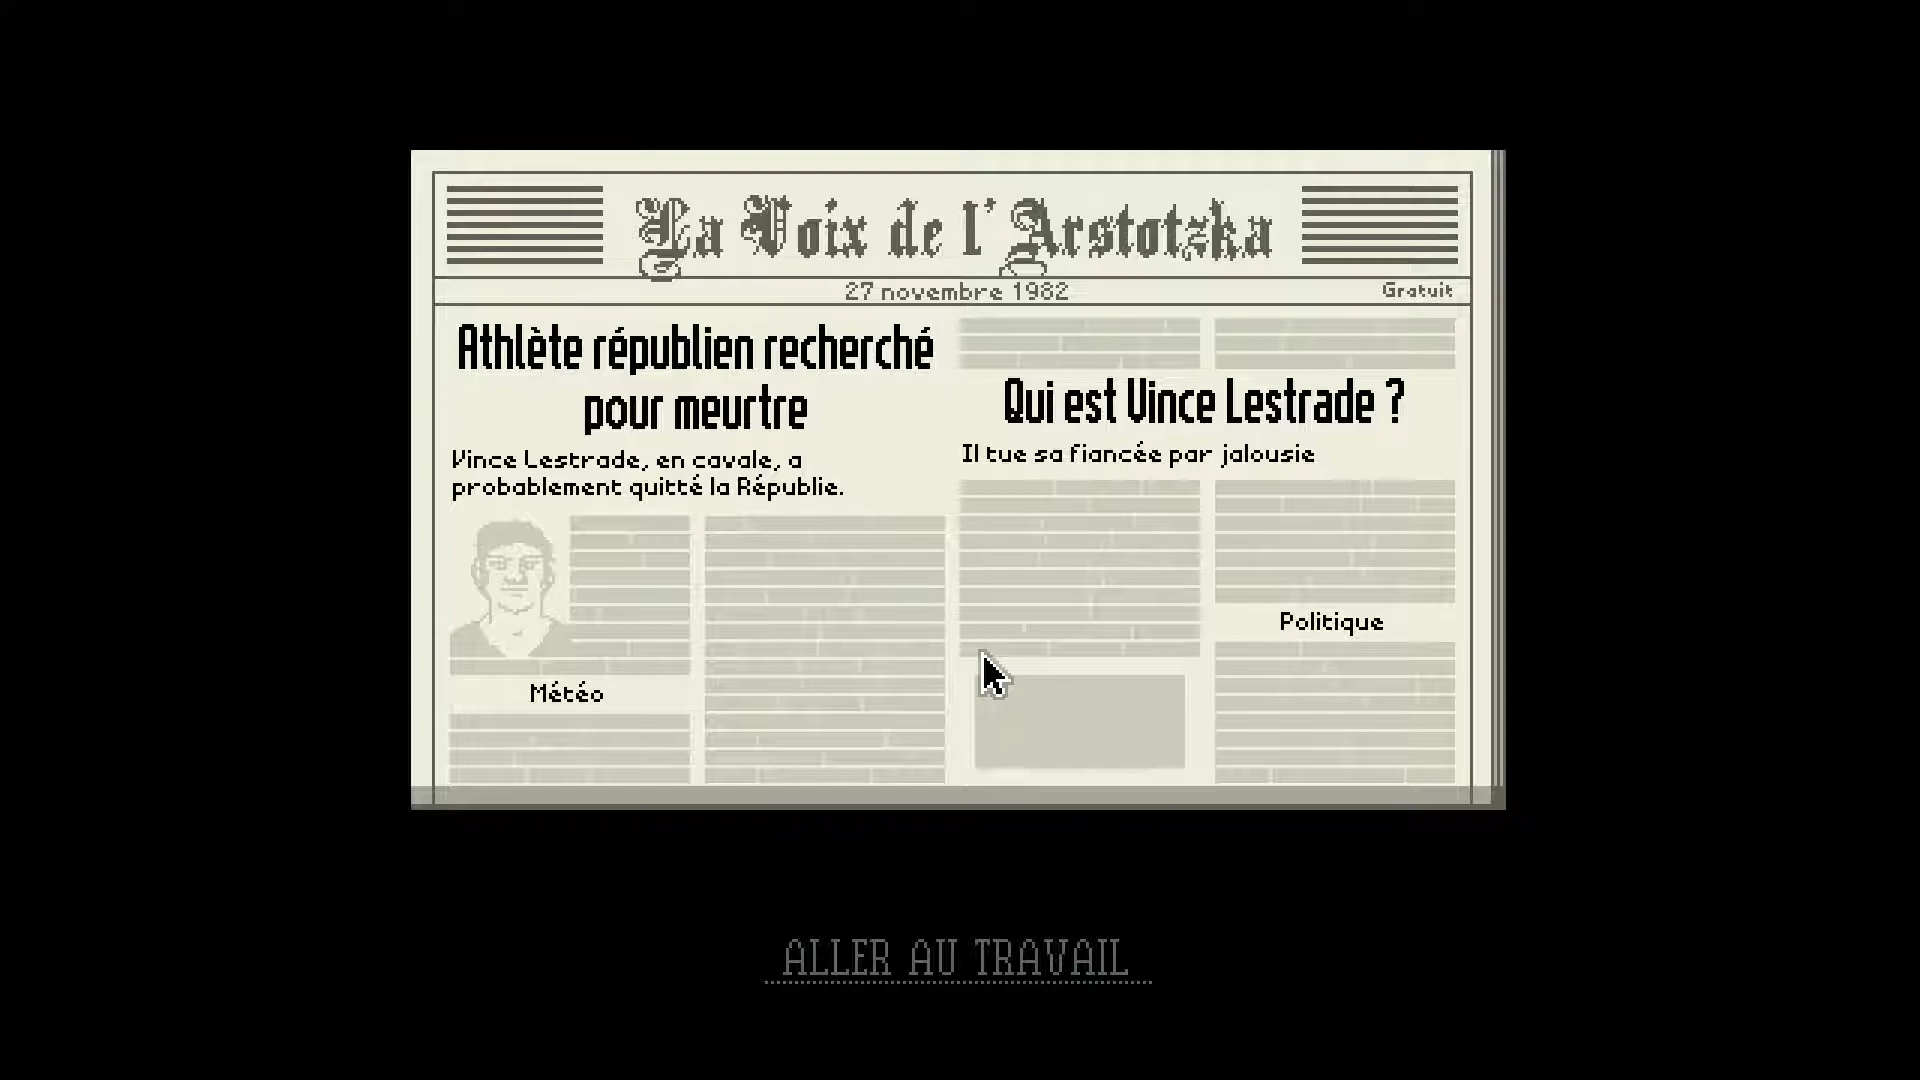 La Voix de l'Arstotzka
27 novembre 1982
Gratuit
Athlète républien recherché
pour meurtre
Vince Lestrade, en cavale, a
probablement quitté la Républie.
Météo
Qui est Vince Lestrade ?
Il tue sa fiancée par jalousie
Politique
ALLER AU TRAVAIL